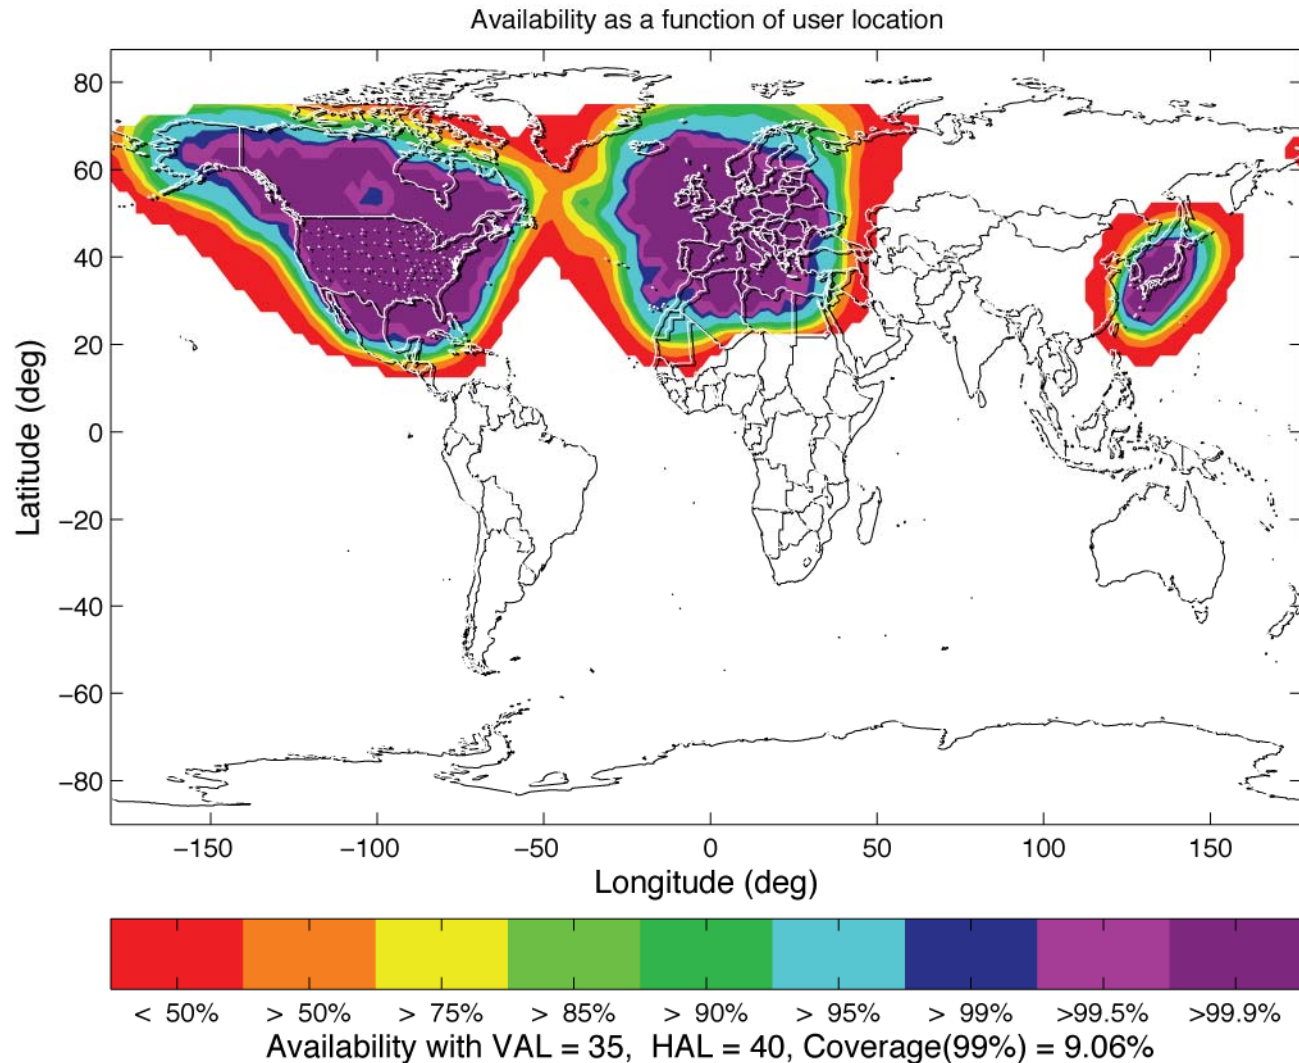 Availability as a function of user location
80
60
40
20
0
−20
−40
−60
−80
Latitude (deg)
−150 −100 −50 0 50 100 150
Longitude (deg)
< 50% > 50% > 75% > 85% > 90% > 95% > 99% >99.5% >99.9%
Availability with VAL = 35, HAL = 40, Coverage(99%) = 9.06%